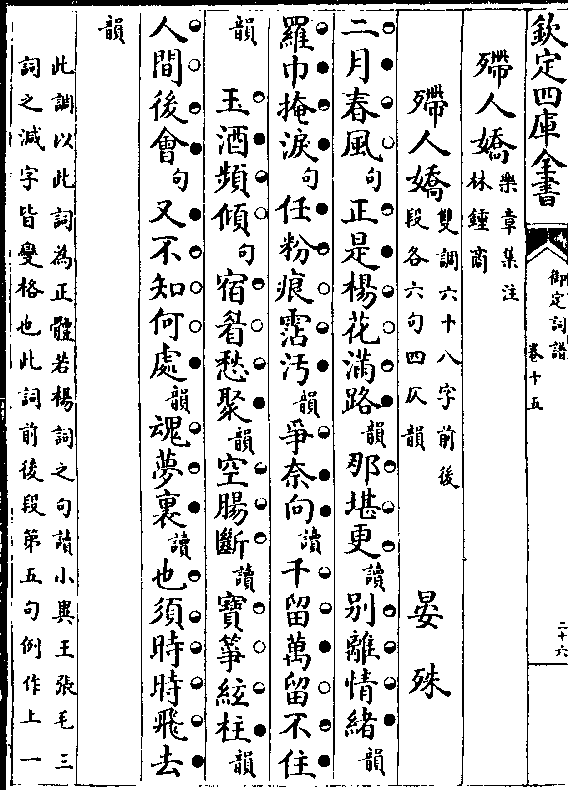 欽定四庫全書
御定詞譜
卷十五
二十六
殢人嬌樂章集注
林鍾商
殢人嬌雙調六十八字前後
段各六句四仄韻
晏殊
二月春風句正是楊花滿路韻那堪更讀别離情緒韻
羅巾掩淚句任粉痕霑汚韻爭奈向讀千留萬留不住
韻 玉酒頻傾句宿眉愁聚韻空腸斷讀寶箏絃柱韻
人間後會句又不知何處韻魂夢裏讀也須時時飛去
韻
此調以此詞為正體若楊詞之句讀小異王張毛三
詞之減字皆變格也此詞前後段第五句例作上一